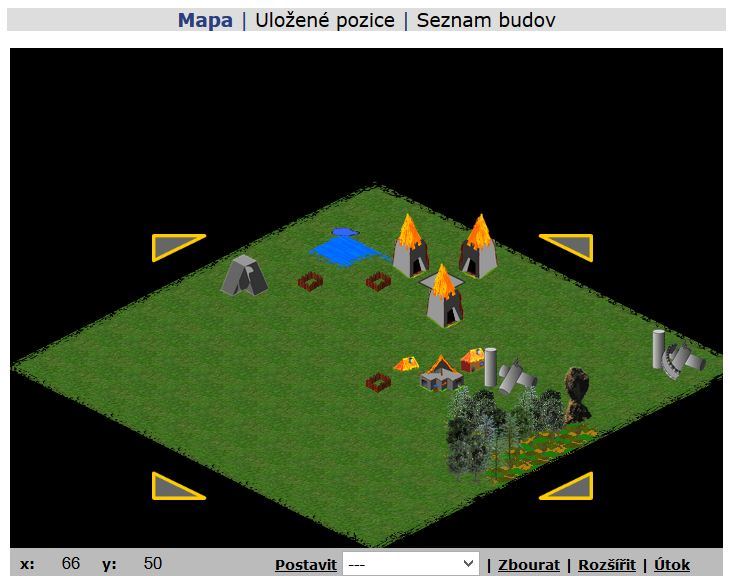 Mapa | Uložené pozice | Seznam budov
x: 66 y: 50 Postavit --- | Zbourat | Rozšířit | Útok